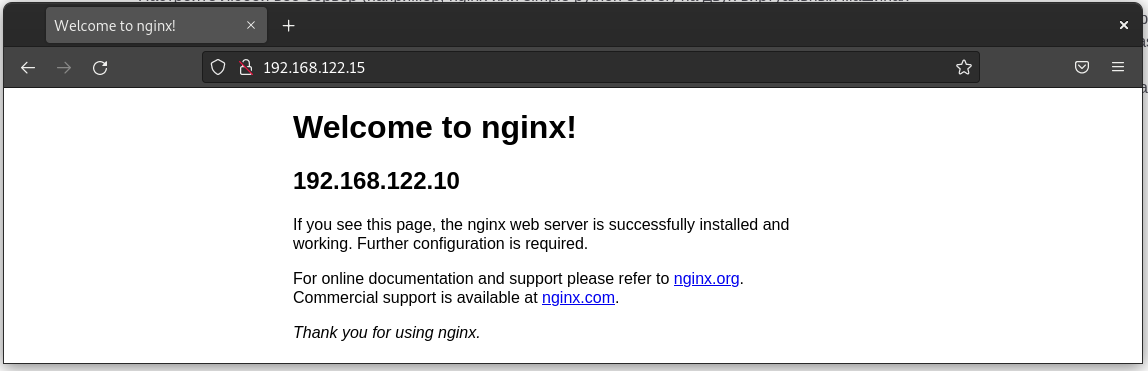 Welcome to nginx!
192.168.122.15
Welcome to nginx!
192.168.122.10
If you see this page, the nginx web server is successfully installed and
working. Further configuration is required.
For online documentation and support please refer to nginx.org.
Commercial support is available at nginx.com.
Thank you for using nginx.